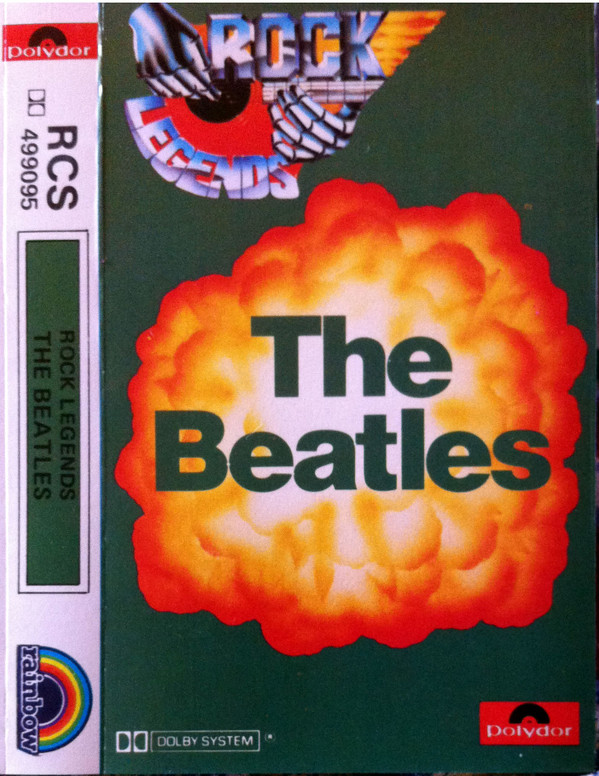 polydor
RCS
499095
ROCK LEGENDS
THE BEATLES
rainbow
ROCK
LEGENDS
The
Beatles
DOLBY SYSTEM ®
polydor